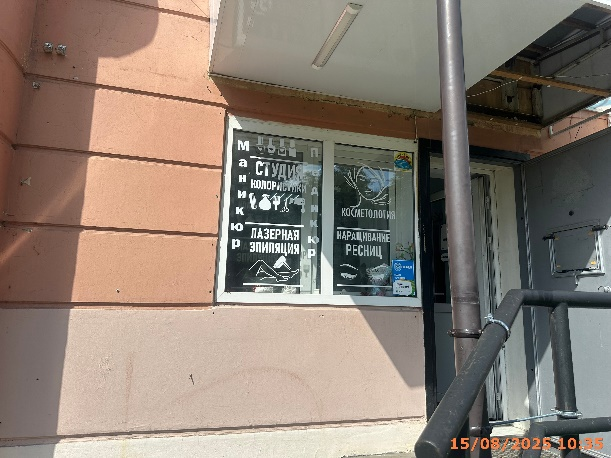 Маникюр
СТУДИЯ
КОЛОРИСТИКИ
ЛАЗЕРНАЯ
ЭПИЛЯЦИЯ
Педикюр
КОСМЕТОЛОГИЯ
НАРАЩИВАНИЕ
РЕСНИЦ
15/08/2025 10:35